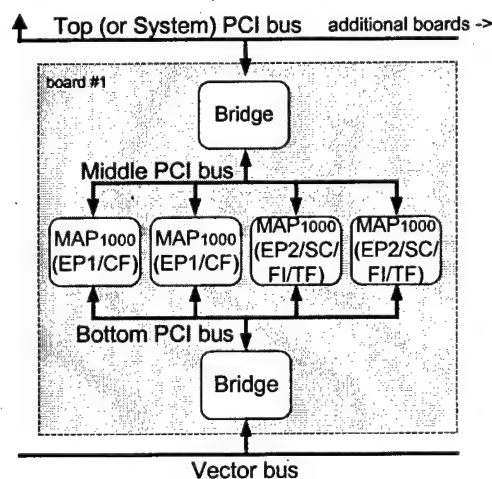 Top (or System) PCI bus additional boards ->
board #1
Bridge
Middle PCI bus
MAP1000 MAP1000 MAP1000 MAP1000
(EP1/CF) (EP1/CF) (EP2/SC/ (EP2/SC/
FI/TF) FI/TF)
Bottom PCI bus
Bridge
Vector bus